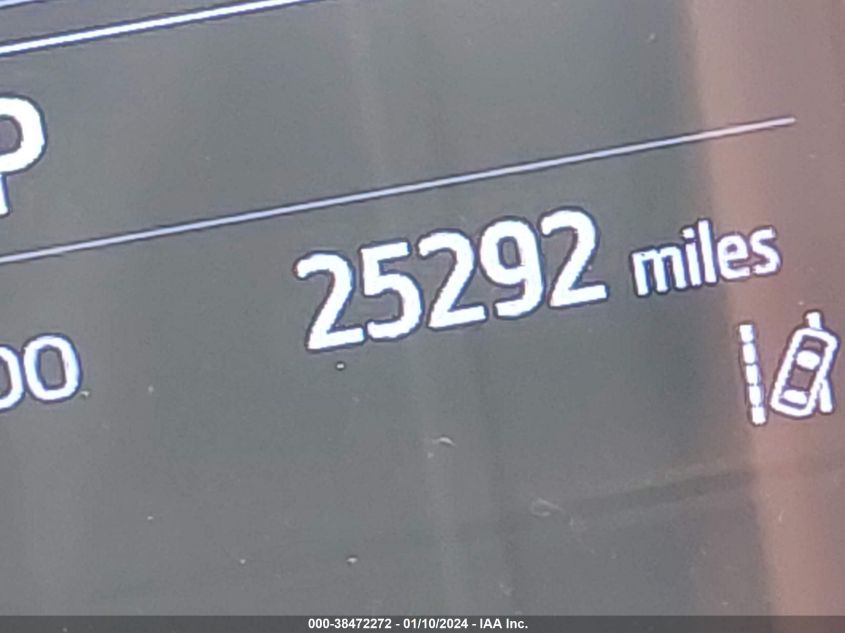 P
25292 miles
00
000-38472272 - 01/10/2024 - IAA Inc.